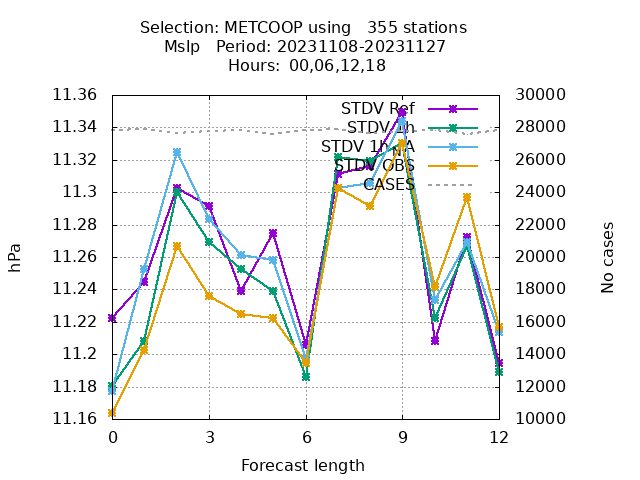 Selection: METCOOP using   355 stations
Mslp   Period: 20231108-20231127
Hours:  00,06,12,18
11.36
11.34
11.32
11.3
11.28
11.26
11.24
11.22
11.2
11.18
11.16
hPa
30000
28000
26000
24000
22000
20000
18000
16000
14000
12000
10000
No cases
STDV Ref
STDV
STDV OBS
CASES
0
3
6
9
12
Forecast length